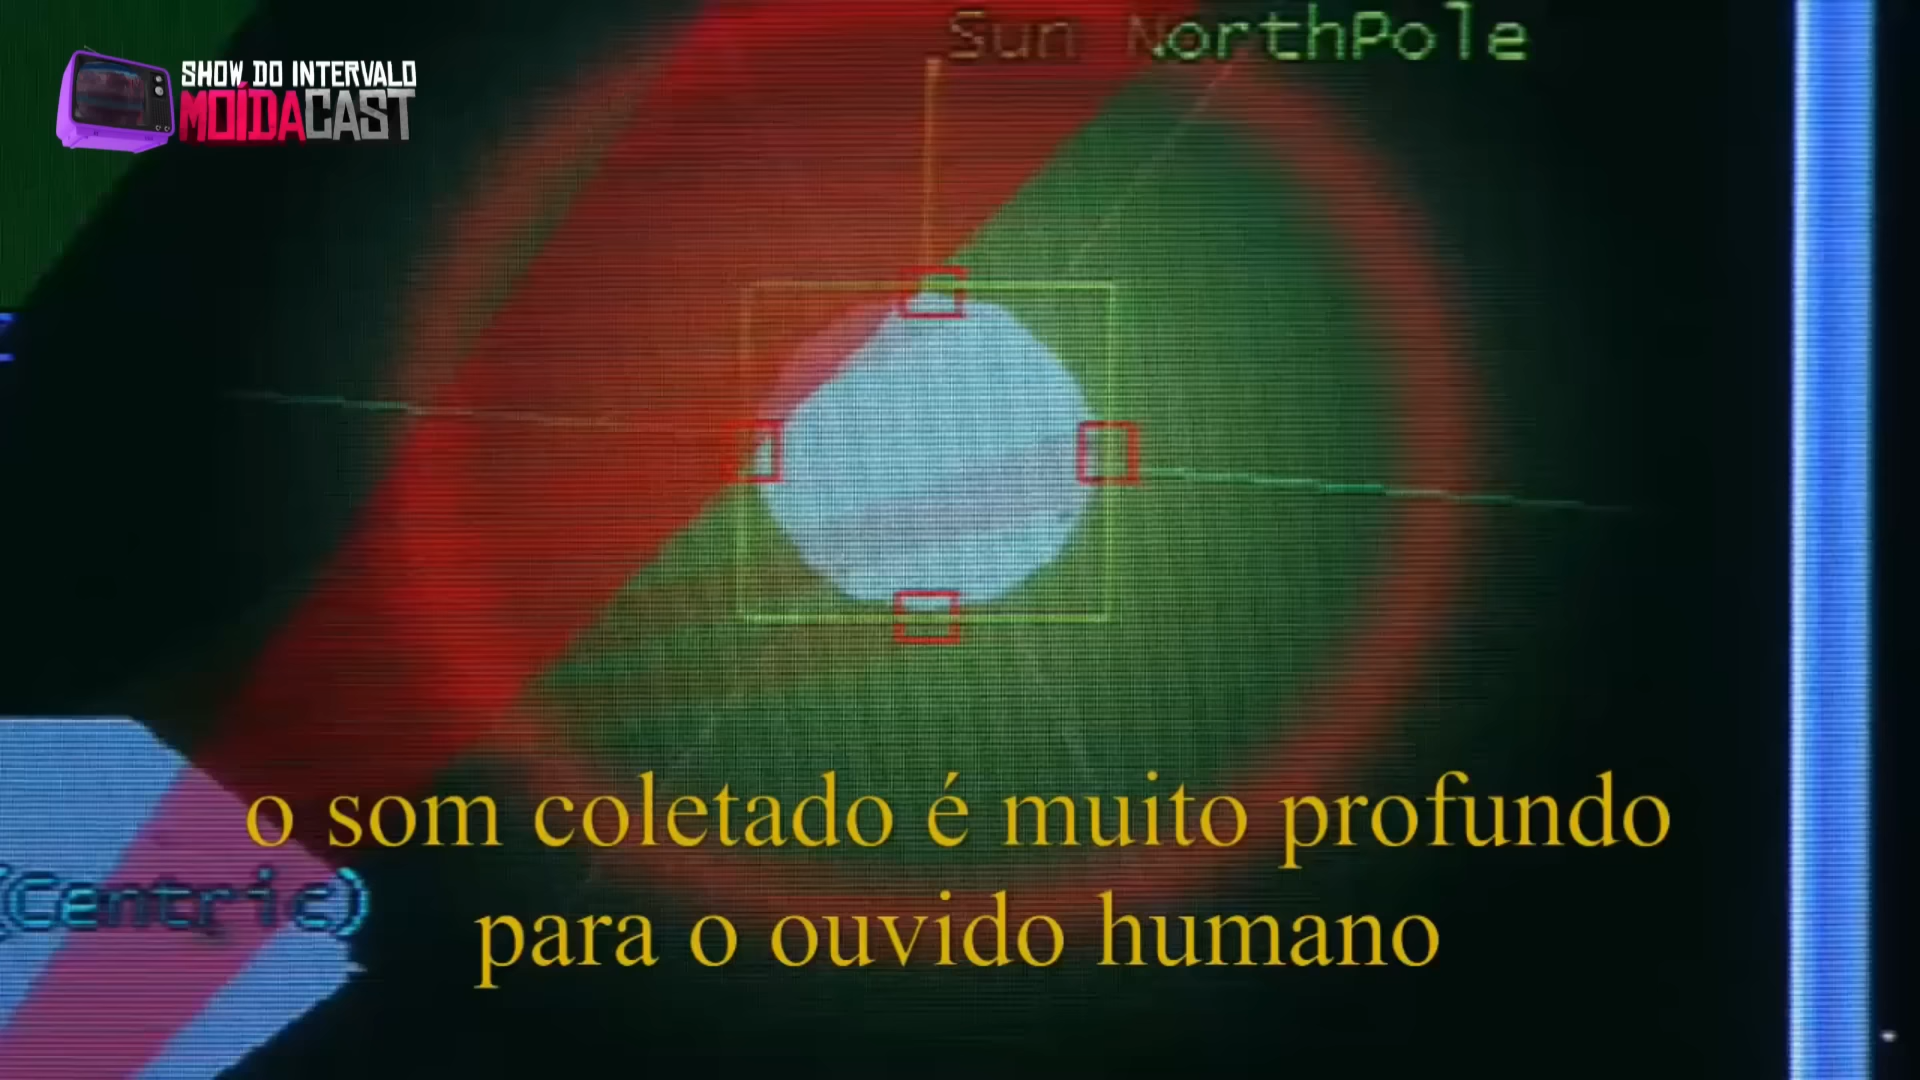 Sun NorthPole
SHOW DO INTERVALO
MOÍDACAST
(Centric)
o som coletado é muito profundo
para o ouvido humano